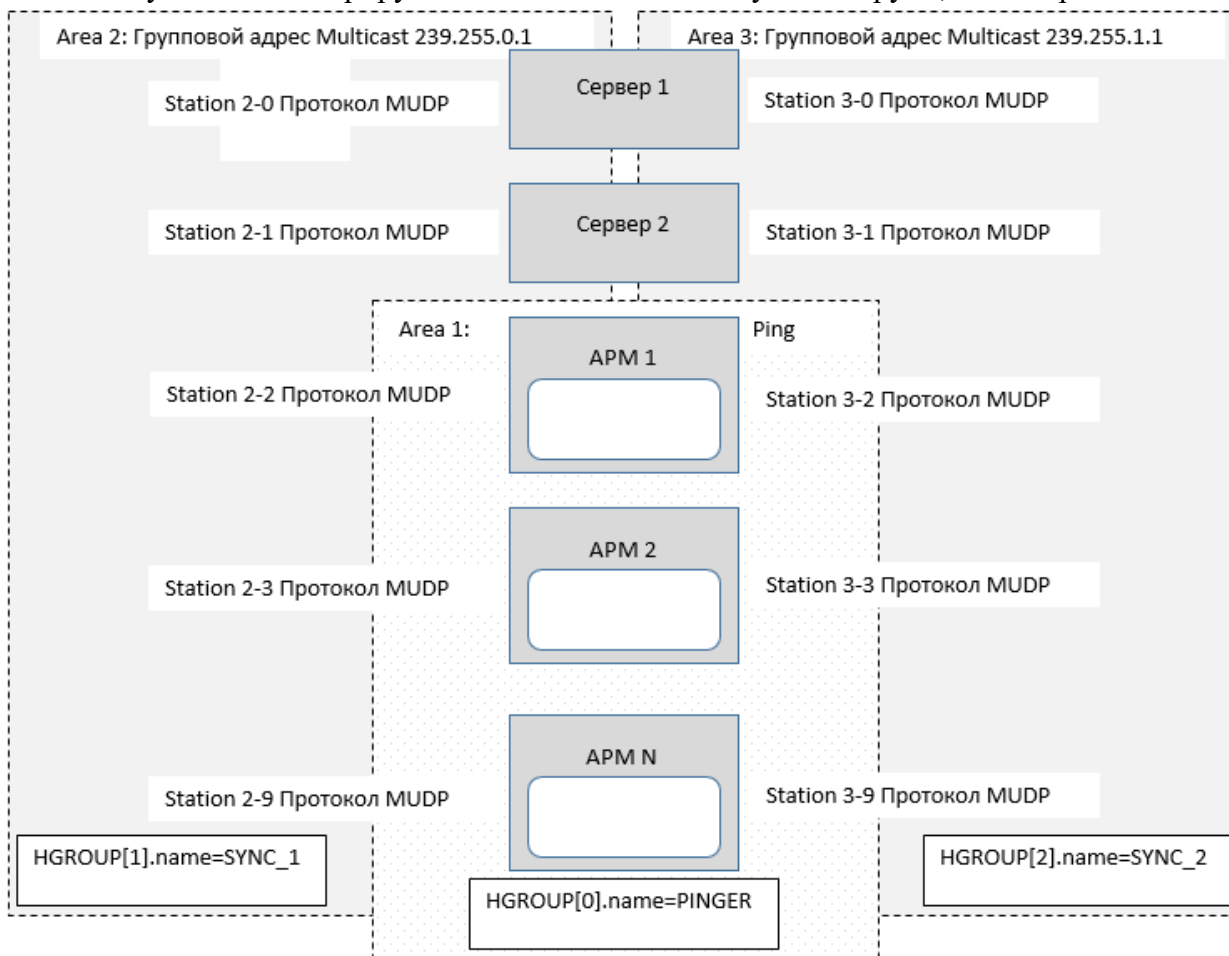 Area 2: Групповой адрес Multicast 239.255.0.1
Area 3: Групповой адрес Multicast 239.255.1.1
Station 2-0 Протокол MUDP
Сервер 1
Station 3-0 Протокол MUDP
Station 2-1 Протокол MUDP
Сервер 2
Station 3-1 Протокол MUDP
Area 1:
Ping
АРМ 1
Station 2-2 Протокол MUDP
Station 3-2 Протокол MUDP
АРМ 2
Station 2-3 Протокол MUDP
Station 3-3 Протокол MUDP
АРМ N
Station 2-9 Протокол MUDP
Station 3-9 Протокол MUDP
HGROUP[1].name=SYNC_1
HGROUP[2].name=SYNC_2
HGROUP[0].name=PINGER